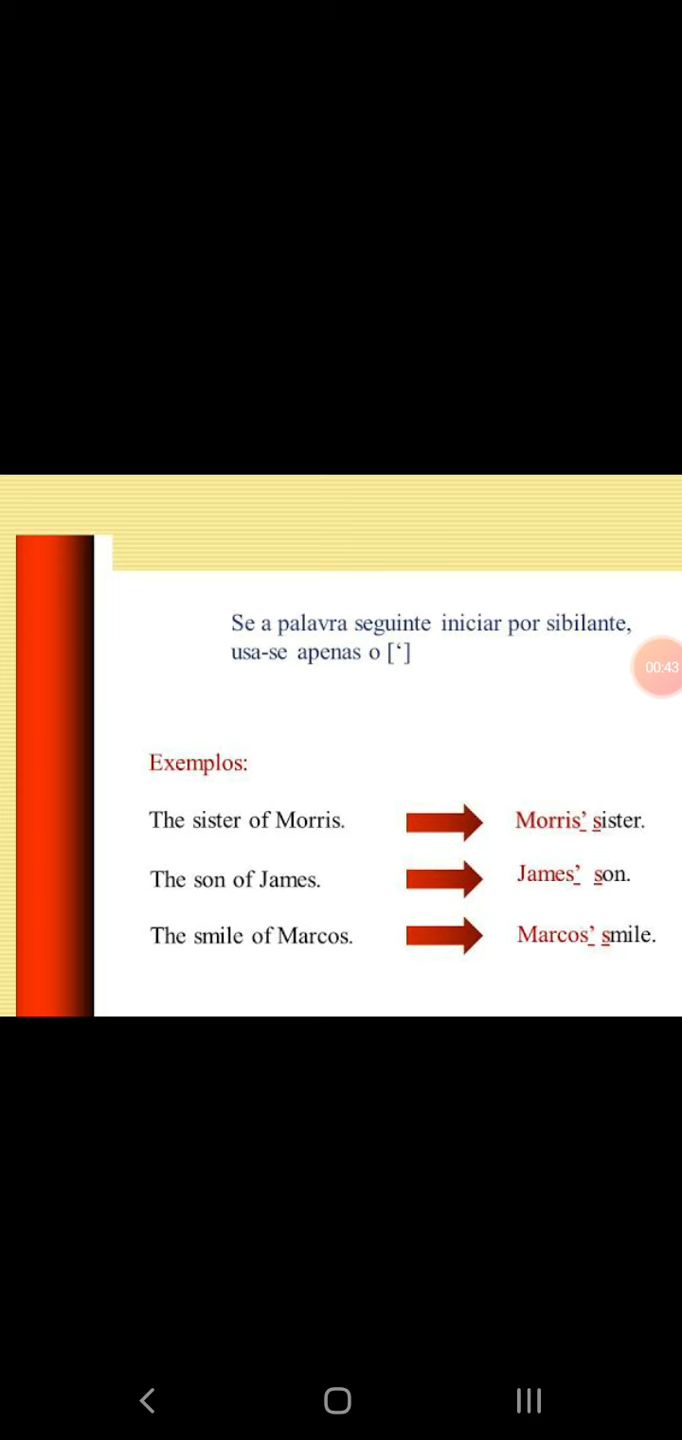 Se a palavra seguinte iniciar por sibilante,
usa-se apenas o [‘]
00:43
Exemplos:
The sister of Morris. Morris’ sister.
The son of James. James’ son.
The smile of Marcos. Marcos’ smile.